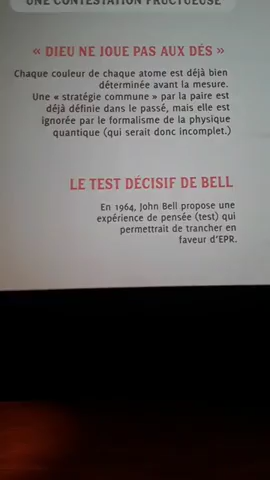 UNE CONTESTATION FRUCTUEUSE
« DIEU NE JOUE PAS AUX DÉS »
Chaque couleur de chaque atome est déjà bien
déterminée avant la mesure.
Une « stratégie commune » par la paire est
déjà définie dans le passé, mais elle est
ignorée par le formalisme de la physique
quantique (qui serait donc incomplet.)
LE TEST DÉCISIF DE BELL
En 1964, John Bell propose une
expérience de pensée (test) qui
permettrait de trancher en
faveur d’EPR.